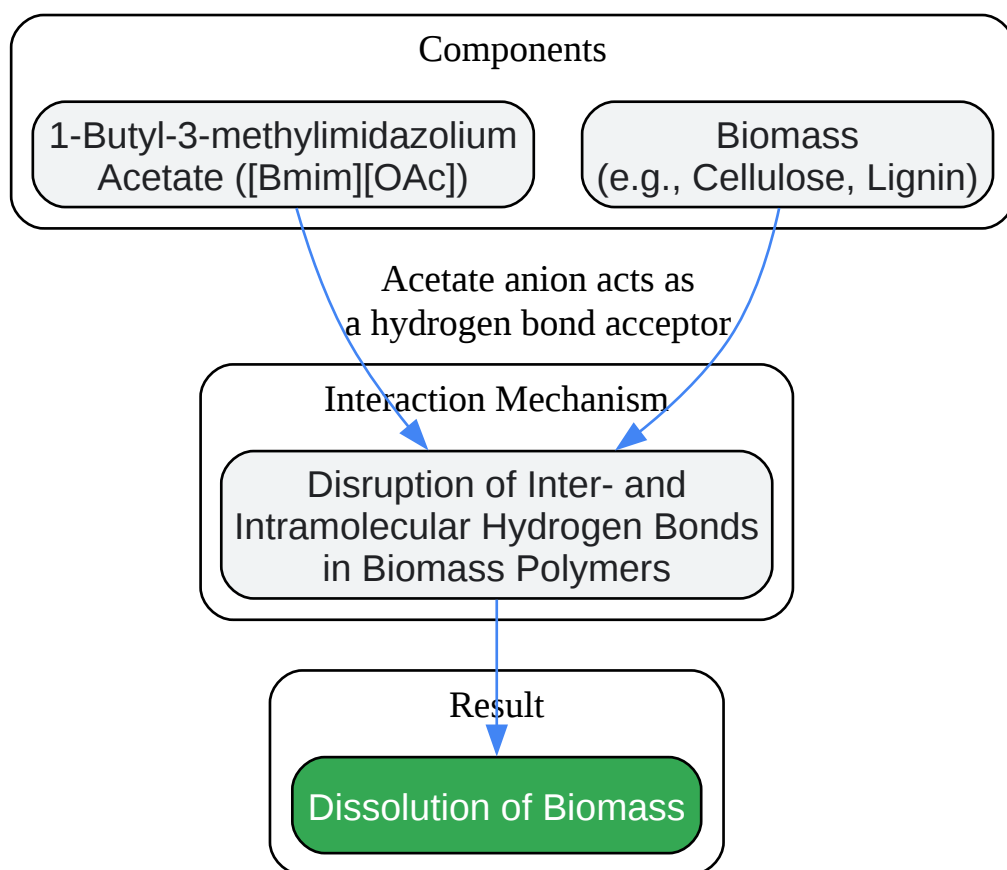 Components
1-Butyl-3-methylimidazolium
Acetate ([Bmim][OAc])
Biomass
(e.g., Cellulose, Lignin)
Acetate anion acts as
a hydrogen bond acceptor
Interaction Mechanism
Disruption of Inter- and
Intramolecular Hydrogen Bonds
in Biomass Polymers
Result
Dissolution of Biomass